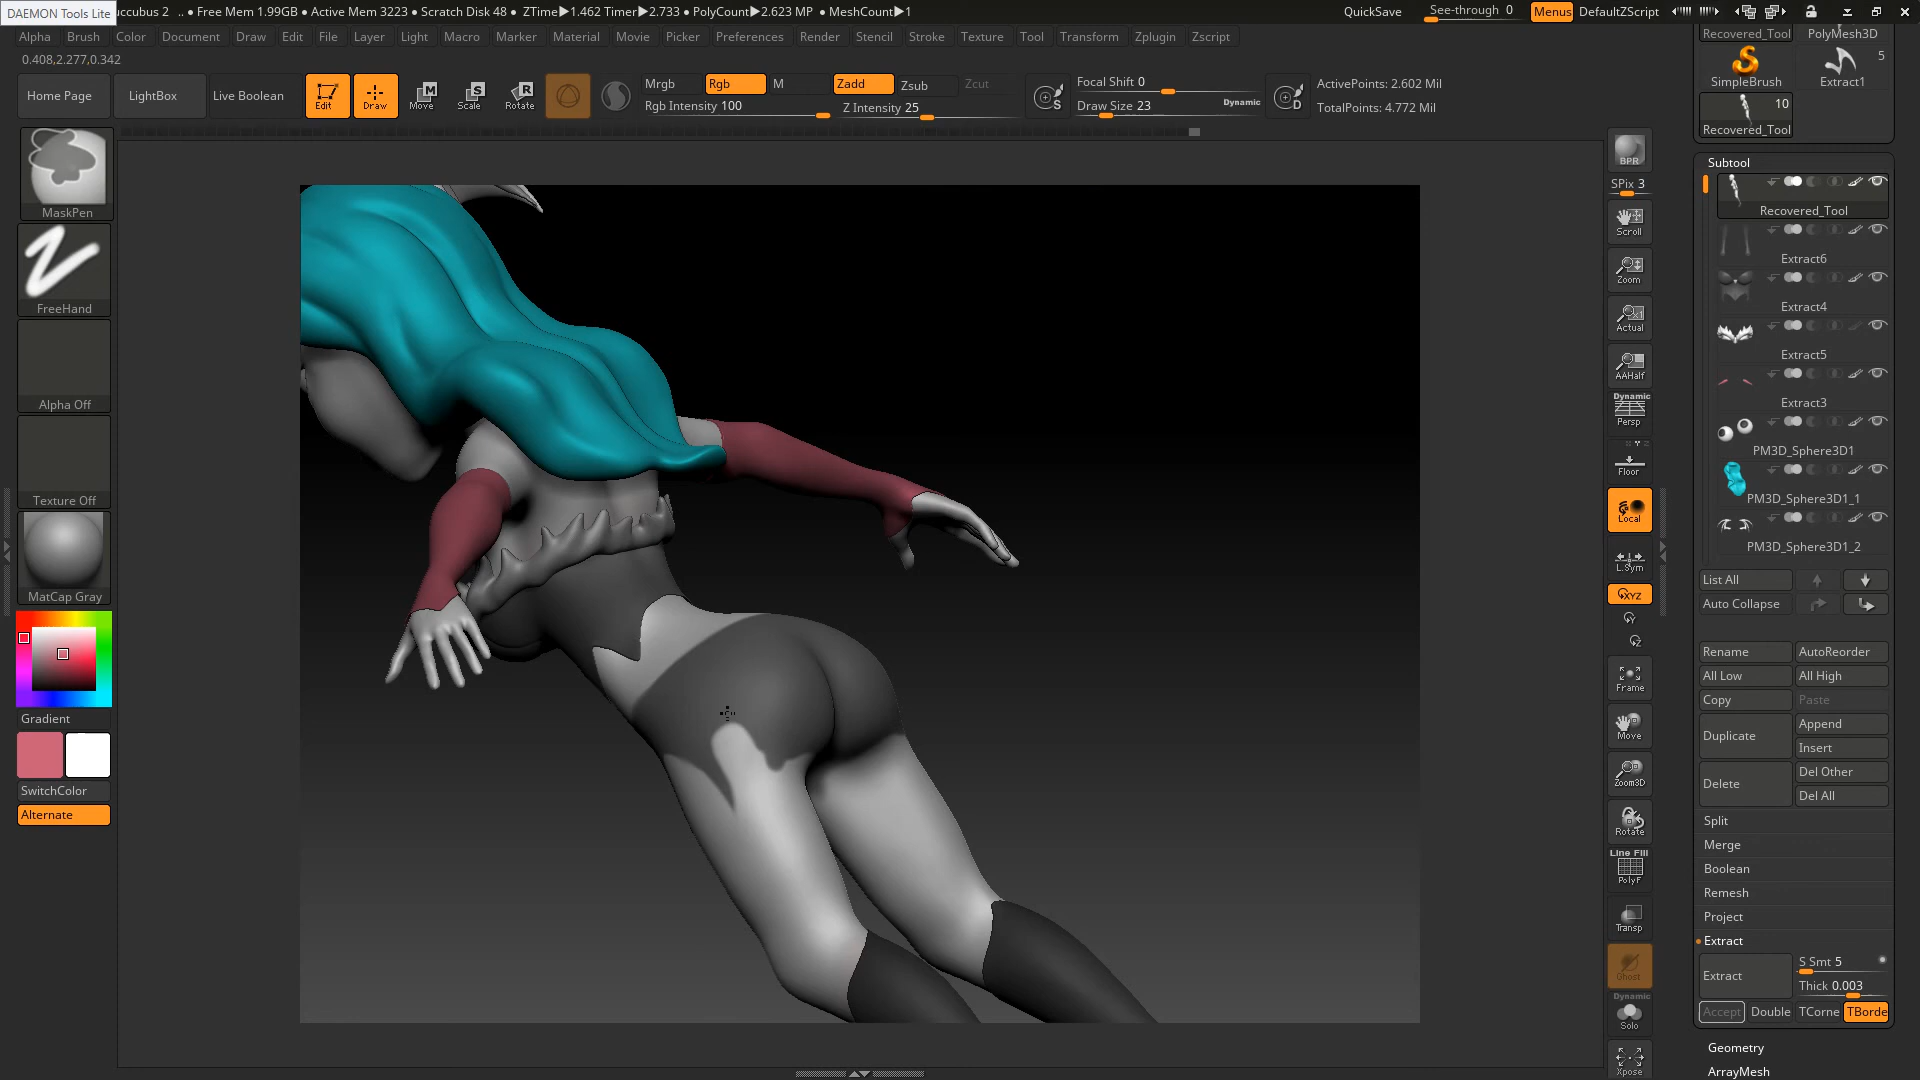 DAEMON Tools Lite
uccubus 2 .. • Free Mem 1.99GB • Active Mem 3223 • Scratch Disk 48 • ZTime▶1.462 Timer▶2.733 • PolyCount▶2.623 MP • MeshCount▶1
QuickSave See-through 0 Menus DefaultZScript
Alpha Brush Color Document Draw Edit File Layer Light Macro Marker Material Movie Picker Preferences Render Stencil Stroke Texture Tool Transform Zplugin Zscript
0.408,2.277,0.342
Home Page LightBox Live Boolean Edit Draw Move Scale Rotate
Mrgb Rgb M Zadd Zsub Zcut
Rgb Intensity 100 Z Intensity 25
Focal Shift 0
Draw Size 23 Dynamic
ActivePoints: 2.602 Mil
TotalPoints: 4.772 Mil
S
D
MaskPen
FreeHand
Alpha Off
Texture Off
MatCap Gray
Gradient
SwitchColor
Alternate
BPR
SPix 3
Scroll
Zoom
Actual
AAHalf
Dynamic
Persp
Floor
Local
L.Sym
XYZ
Y
Z
Frame
Move
Zoom3D
Rotate
Line Fill
PolyF
Transp
Ghost
Dynamic
Solo
Xpose
Recovered_Tool PolyMesh3D
SimpleBrush Extract1 5
Recovered_Tool 10
Subtool
Recovered_Tool
Extract6
Extract4
Extract5
Extract3
PM3D_Sphere3D1
PM3D_Sphere3D1_1
PM3D_Sphere3D1_2
List All
Auto Collapse
Rename AutoReorder
All Low All High
Copy Paste
Duplicate Append
Insert
Delete Del Other
Del All
Split
Merge
Boolean
Remesh
Project
Extract
Extract S Smt 5
Thick 0.003
Accept Double TCorne TBorde
Geometry
ArrayMesh